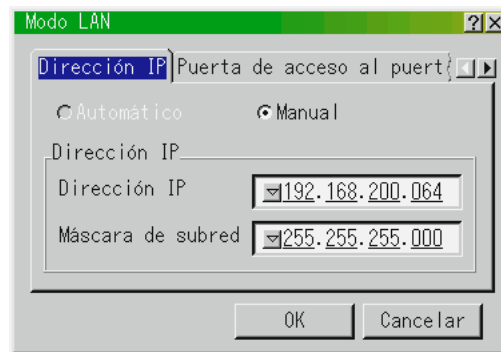 Modo LAN
Dirección IP Puerta de acceso al puert
Automático Manual
Dirección IP
Dirección IP 192.168.200.064
Máscara de subred 255.255.255.000
OK Cancelar